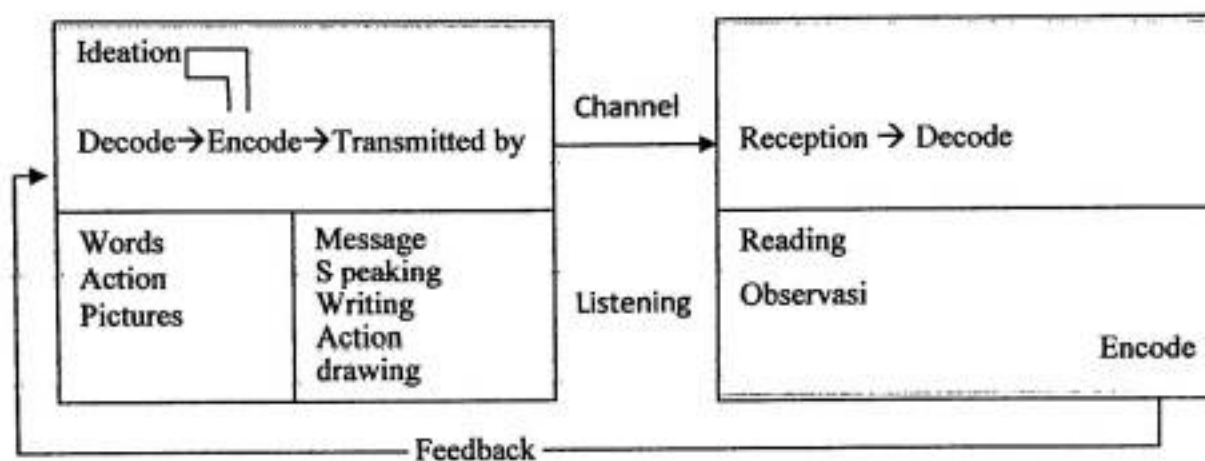 Ideation
Decode→Encode→Transmitted by
Words
Action
Pictures
Message
S peaking
Writing
Action
drawing
Channel
Listening
Reception → Decode
Reading
Observasi
Encode
Feedback